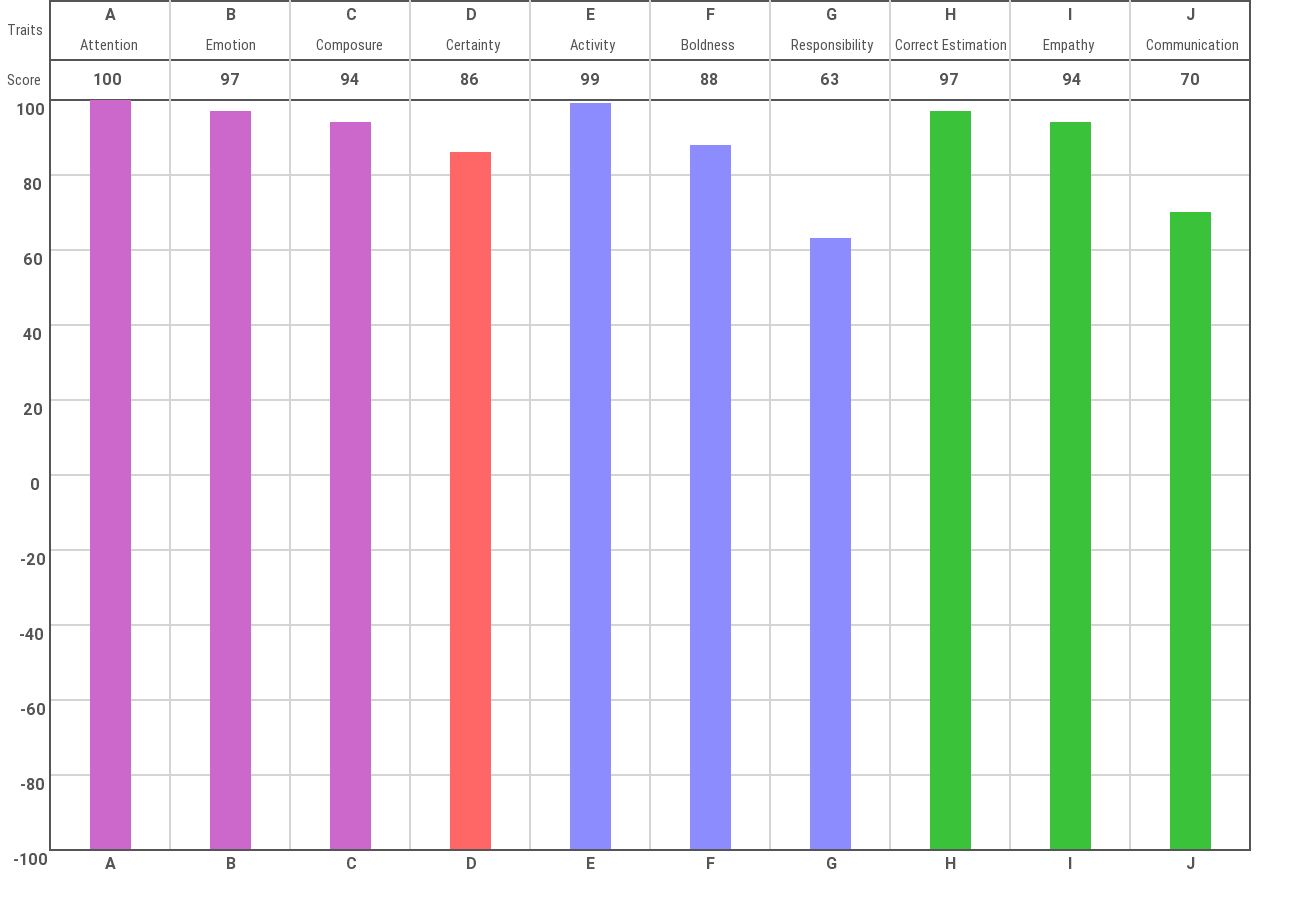 A B C D E F G H I J
Traits
Attention Emotion Composure Certainty Activity Boldness Responsibility Correct Estimation Empathy Communication
Score 100 97 94 86 99 88 63 97 94 70
100
80
60
40
20
0
-20
-40
-60
-80
-100
A B C D E F G H I J